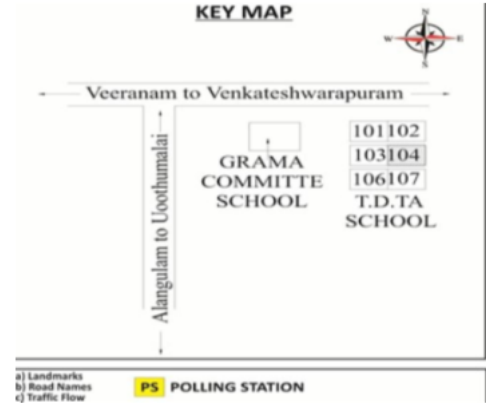 KEY MAP
N
W E
S
Veeranam to Venkateshwarapuram
Alangulam to Uoothumalai
GRAMA
COMMITTE
SCHOOL
101 102
103 104
106 107
T.D.TA
SCHOOL
a) Landmarks
b) Road Names
c) Traffic Flow
PS POLLING STATION